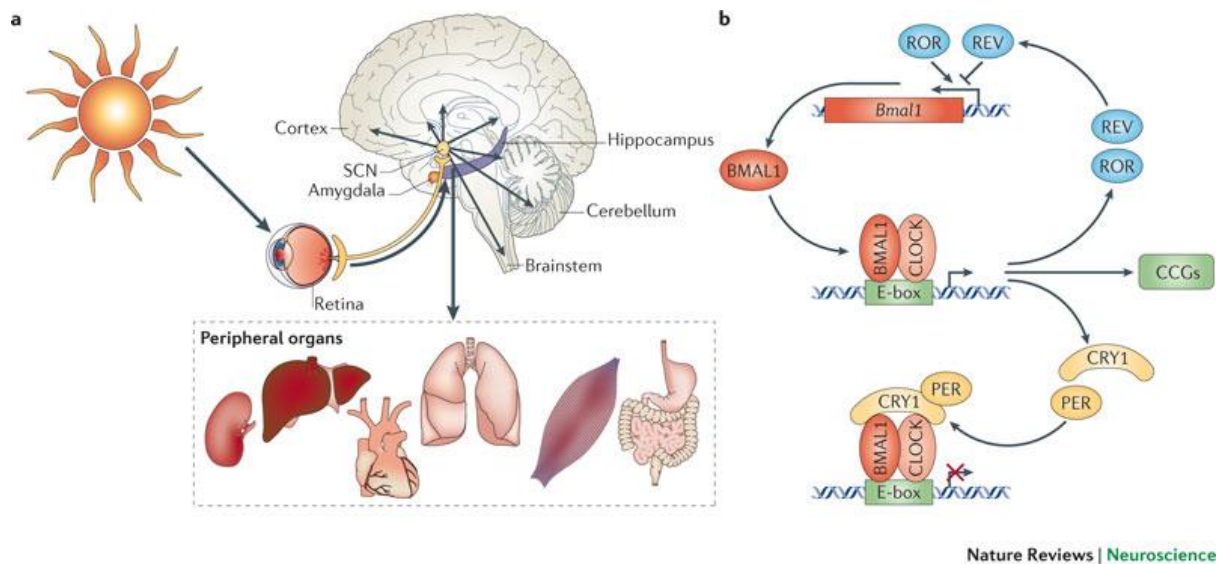 a
Cortex
SCN
Amygdala
Hippocampus
Cerebellum
Brainstem
Retina
Peripheral organs
b
ROR
REV
Bmal1
BMAL1
REV
ROR
BMAL1
CLOCK
E-box
CCGs
CRY1
PER
CRY1
PER
BMAL1
CLOCK
E-box
Nature Reviews | Neuroscience